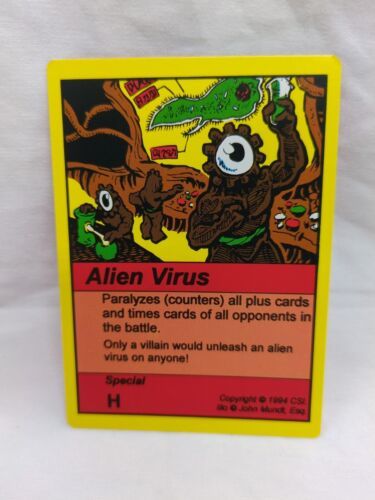 Alien Virus
Paralyzes (counters) all plus cards
and times cards of all opponents in
the battle.
Only a villain would unleash an alien
virus on anyone!
Special
H
Copyright © 1994 CSI.
Illo © John Mundt, Esq.